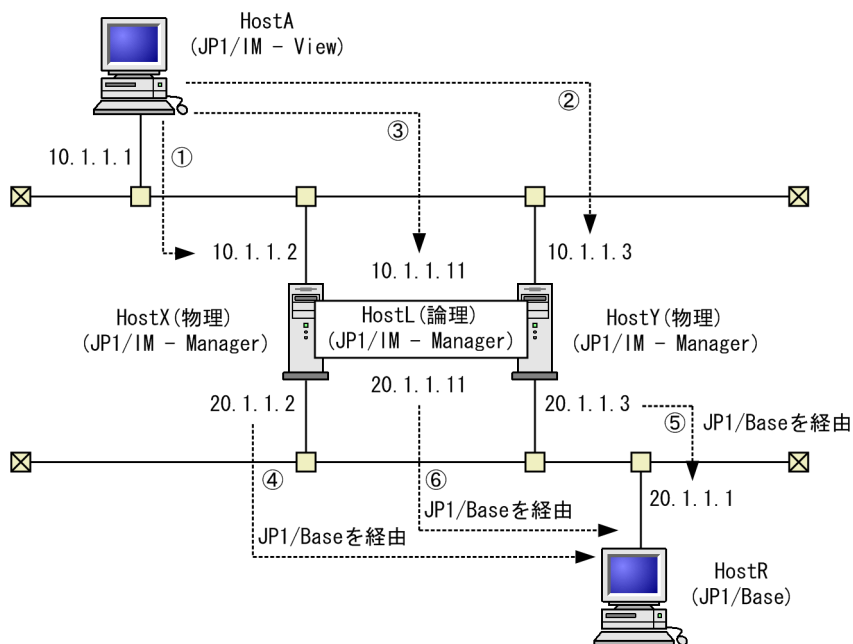 HostA
(JP1/IM - View)
②
③
10.1.1.1
①
10.1.1.2
10.1.1.11
10.1.1.3
HostX(物理)
(JP1/IM - Manager)
HostL(論理)
(JP1/IM - Manager)
HostY(物理)
(JP1/IM - Manager)
20.1.1.2
20.1.1.11
20.1.1.3
⑤
JP1/Baseを経由
④
⑥
20.1.1.1
JP1/Baseを経由
JP1/Baseを経由
HostR
(JP1/Base)